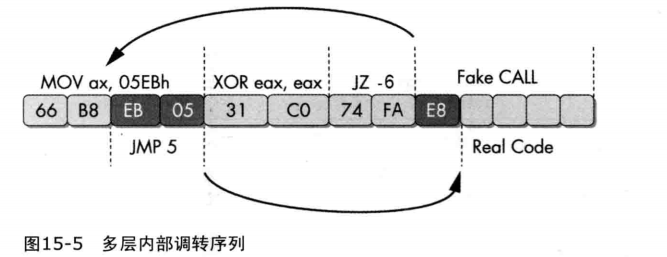 MOV ax, 05EBh XOR eax, eax JZ -6 Fake CALL
66 B8 EB 05 31 C0 74 FA E8
JMP 5 Real Code
图15-5 多层内部调转序列